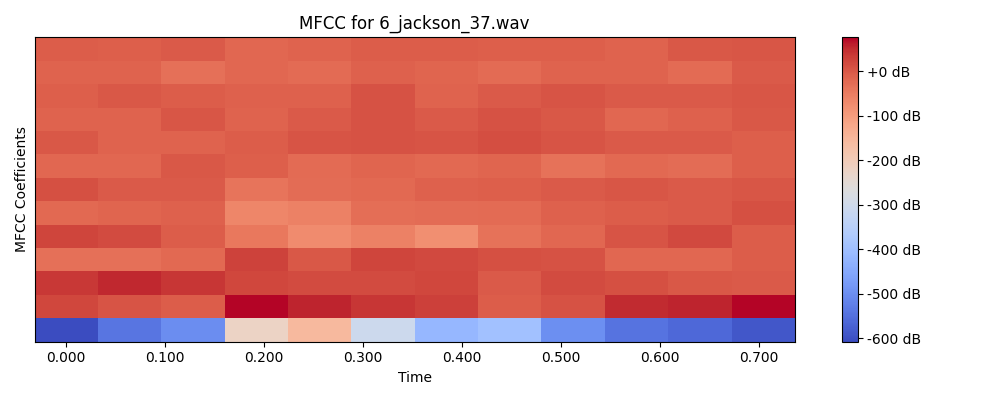 MFCC for 6_jackson_37.wav
MFCC Coefficients
0.000 0.100 0.200 0.300 0.400 0.500 0.600 0.700
Time
+0 dB
-100 dB
-200 dB
-300 dB
-400 dB
-500 dB
-600 dB